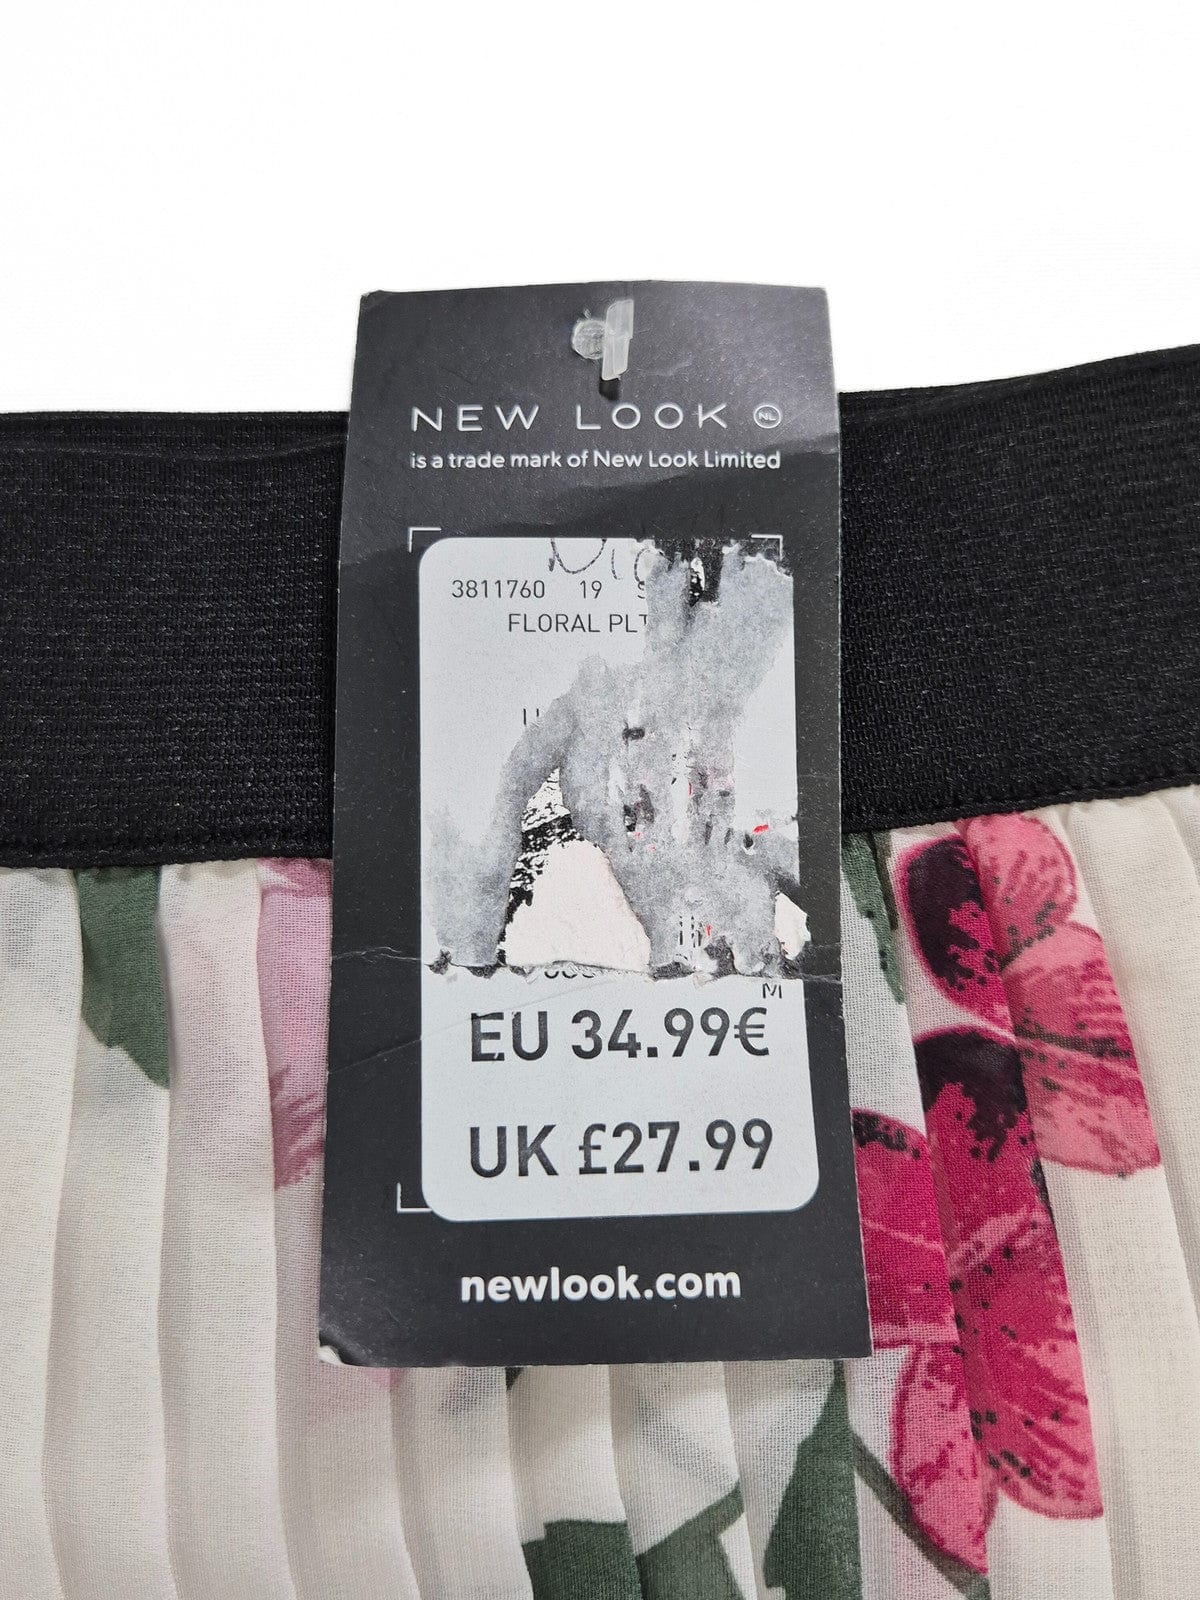 NEW LOOK NL
is a trade mark of New Look Limited
3811760 19
FLORAL PLT
M
EU 34.99€
UK £27.99
newlook.com